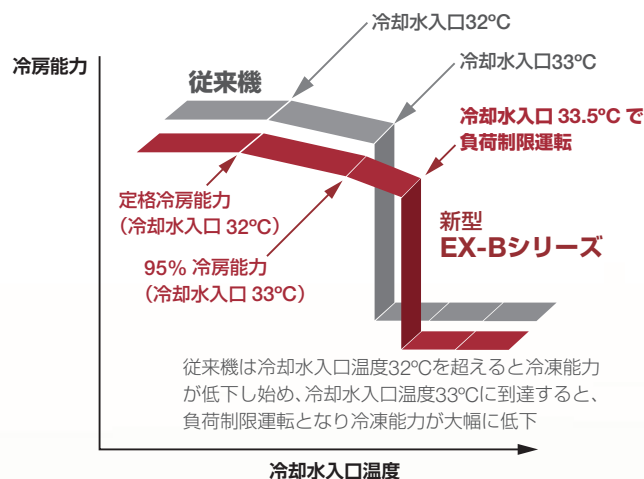 冷却水入口32℃
冷房能力
従来機
冷却水入口33℃
冷却水入口 33.5℃ で
負荷制限運転
定格冷房能力
（冷却水入口 32℃）
新型
EX-Bシリーズ
95% 冷房能力
（冷却水入口 33℃）
従来機は冷却水入口温度32℃を超えると冷凍能力
が低下し始め、冷却水入口温度33℃に到達すると、
負荷制限運転となり冷凍能力が大幅に低下
冷却水入口温度